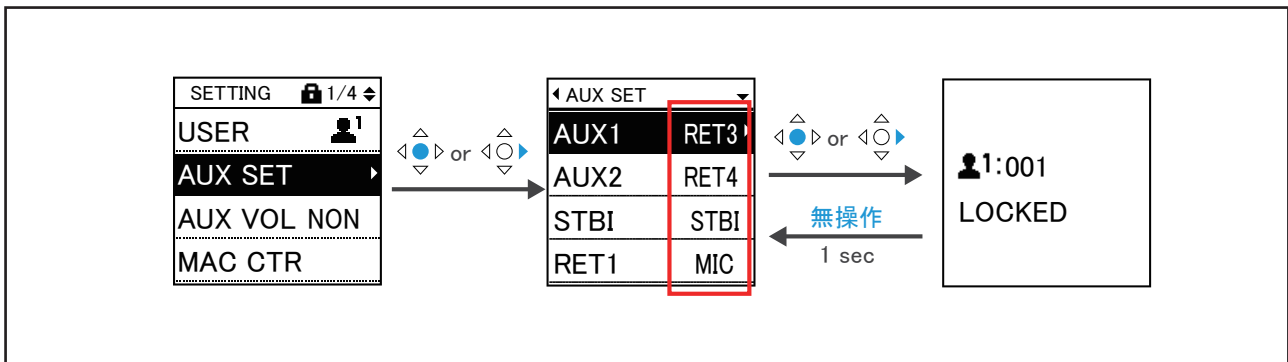 SETTING 1/4
USER 1
AUX SET
AUX VOL NON
MAC CTR
or
AUX SET
AUX1 RET3
AUX2 RET4
STBI STBI
RET1 MIC
or
無操作
1 sec
1:001
LOCKED